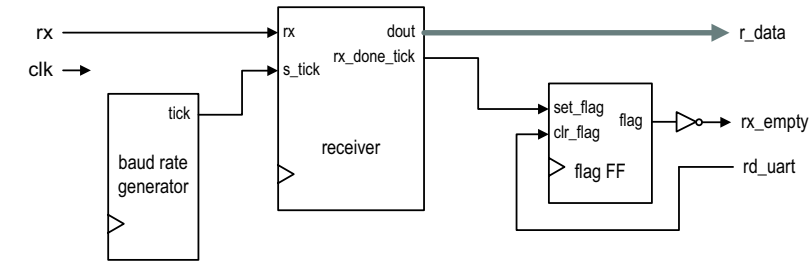 rx
clk
tick
baud rate
generator
rx
s_tick
dout
rx_done_tick
receiver
r_data
set_flag
clr_flag
flag
flag FF
rx_empty
rd_uart